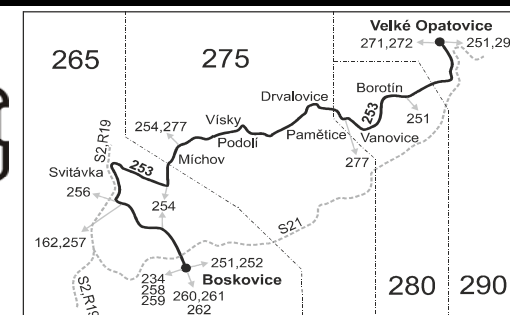 Velké Opatovice
271,272
251,29
265
275
Drvalovice
Borotín
253
251
254,277
Vísky
Podolí
Pamětice
Vanovice
277
S2,R19
253
Míchov
Svitávka
256
254
S21
162,257
251,252
234
258
259
Boskovice
260,261
262
280
290
S2,R19